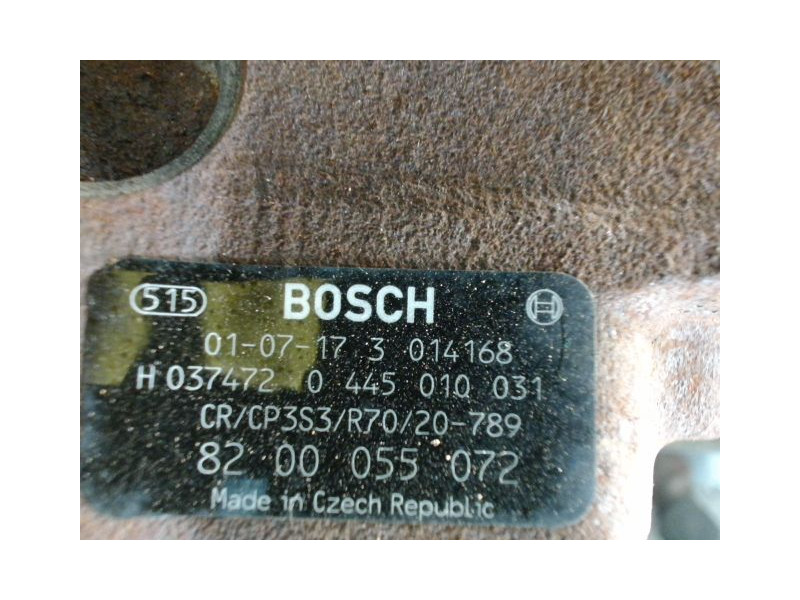 515 BOSCH
01-07-17 3 014168
H 037472 0 445 010 031
CR/CP3S3/R70/20-789
82 00 055 072
Made in Czech Republic